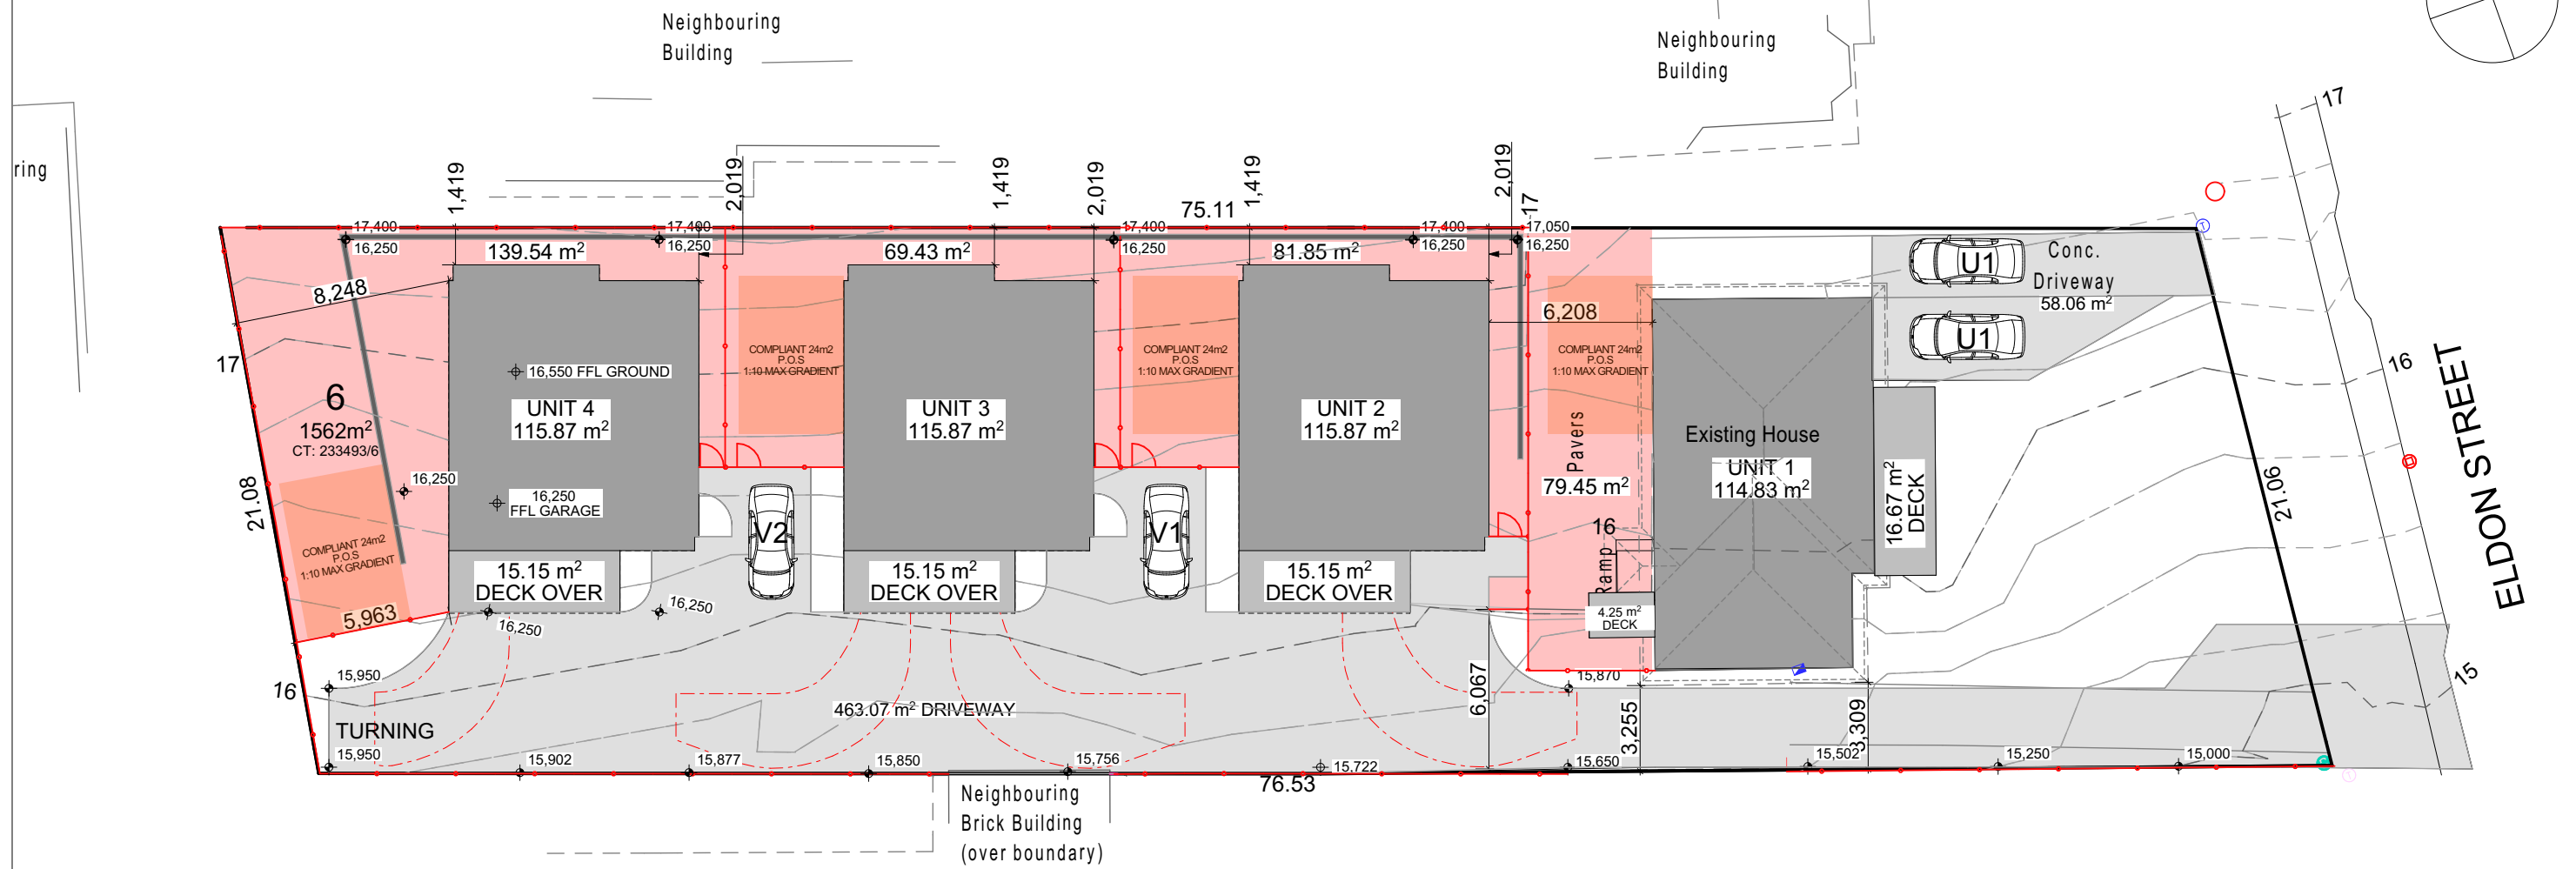 Neighbouring
Building
Neighbouring
Building
ring
17
1,419
2,019
1,419
2,019
1,419
2,019
17
75.11
17,400
17,400
17,400
17,400
17,050
16,250
16,250
16,250
16,250
16,250
139.54 m²
69.43 m²
81.85 m²
8,248
6,208
U1
Conc.
Driveway
58.06 m²
U1
17
6
1562m²
CT: 233493/6
16,550 FFL GROUND
COMPLIANT 24m2
P.O.S
1:10 MAX GRADIENT
COMPLIANT 24m2
P.O.S
1:10 MAX GRADIENT
COMPLIANT 24m2
P.O.S
1:10 MAX GRADIENT
16
UNIT 4
115.87 m²
UNIT 3
115.87 m²
UNIT 2
115.87 m²
Pavers
Existing House
UNIT 1
114.83 m²
79.45 m²
16.67 m²
DECK
21.06
ELDON STREET
21.08
16,250
16,250
FFL GARAGE
COMPLIANT 24m2
P.O.S
1:10 MAX GRADIENT
V2
V1
16
Ramp
15.15 m²
DECK OVER
15.15 m²
DECK OVER
15.15 m²
DECK OVER
4.25 m²
DECK
5,963
16,250
16,250
16
15,950
15,870
15
6,067
3,255
3,309
463.07 m² DRIVEWAY
TURNING
15,950
15,902
15,877
15,850
15,756
15,722
15,650
15,502
15,250
15,000
76.53
Neighbouring
Brick Building
(over boundary)